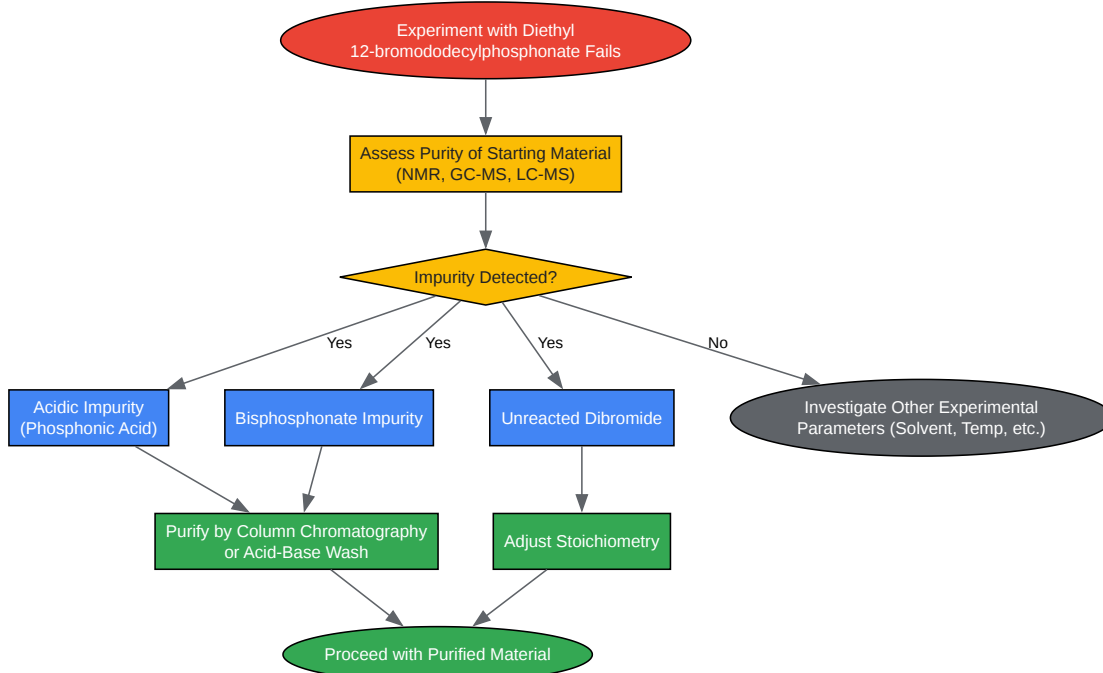 Experiment with Diethyl
12-bromododecylphosphonate Fails
Assess Purity of Starting Material
(NMR, GC-MS, LC-MS)
Impurity Detected?
Yes
Yes
Yes
No
Acidic Impurity
(Phosphonic Acid)
Bisphosphonate Impurity
Unreacted Dibromide
Investigate Other Experimental
Parameters (Solvent, Temp, etc.)
Purify by Column Chromatography
or Acid-Base Wash
Adjust Stoichiometry
Proceed with Purified Material